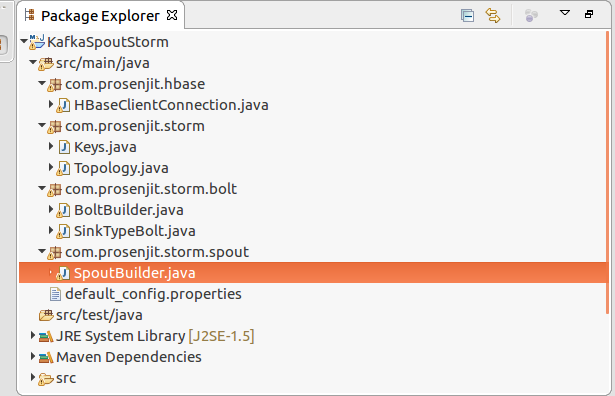 Package Explorer
KafkaSpoutStorm
src/main/java
com.prosenjit.hbase
HBaseClientConnection.java
com.prosenjit.storm
Keys.java
Topology.java
com.prosenjit.storm.bolt
BoltBuilder.java
SinkTypeBolt.java
com.prosenjit.storm.spout
SpoutBuilder.java
default_config.properties
src/test/java
JRE System Library [J2SE-1.5]
Maven Dependencies
src